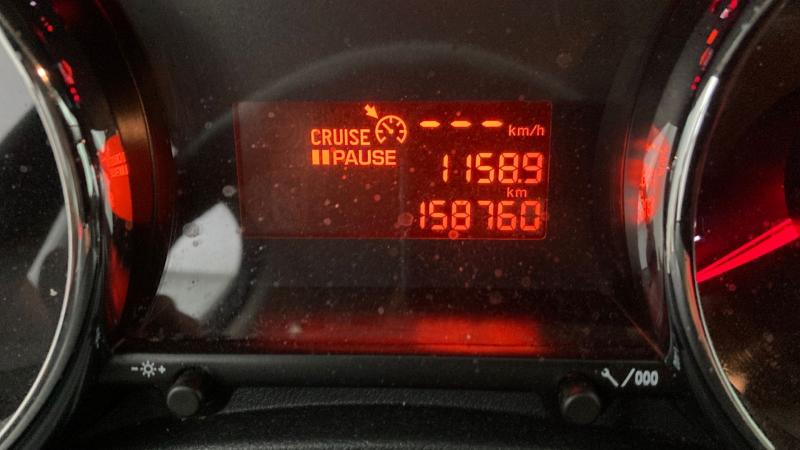 CRUISE --- km/h
PAUSE
1158.9
km
158760
/000